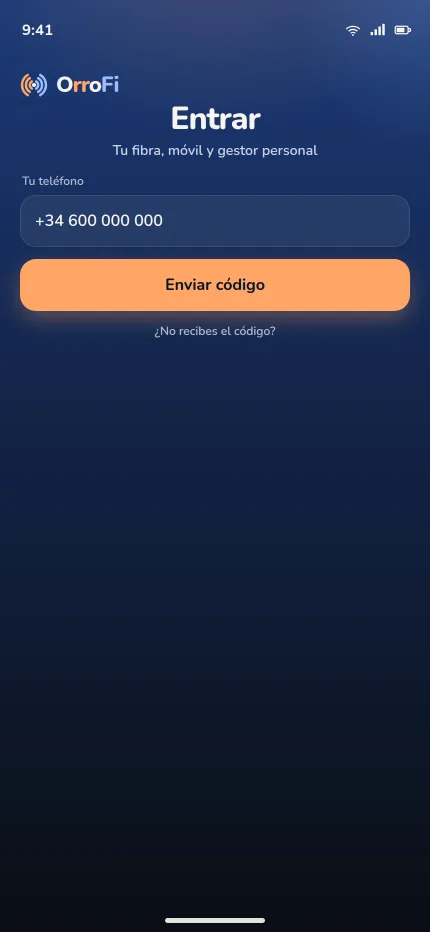 9:41
OrroFi
Entrar
Tu fibra, móvil y gestor personal
Tu teléfono
+34 600 000 000
Enviar código
¿No recibes el código?